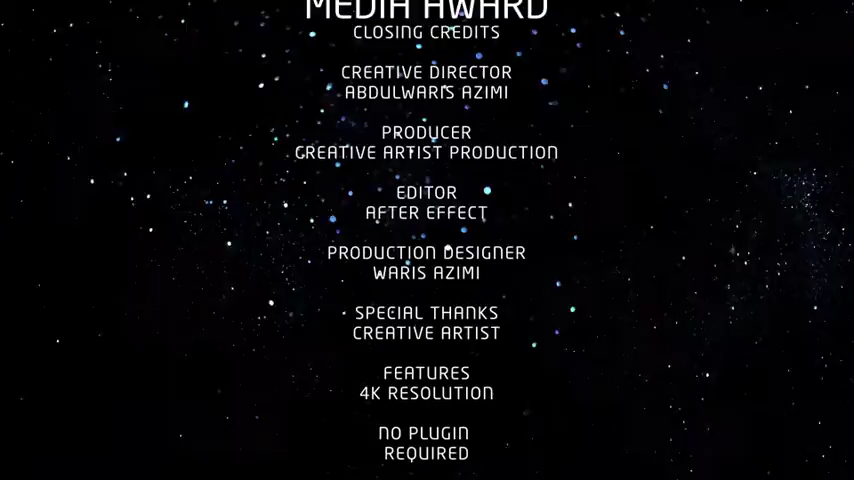 MEDIA AWARD
CLOSING CREDITS
CREATIVE DIRECTOR
ABDULWARIS AZIMI
PRODUCER
CREATIVE ARTIST PRODUCTION
EDITOR
AFTER EFFECT
PRODUCTION DESIGNER
WARIS AZIMI
SPECIAL THANKS
CREATIVE ARTIST
FEATURES
4K RESOLUTION
NO PLUGIN
REQUIRED